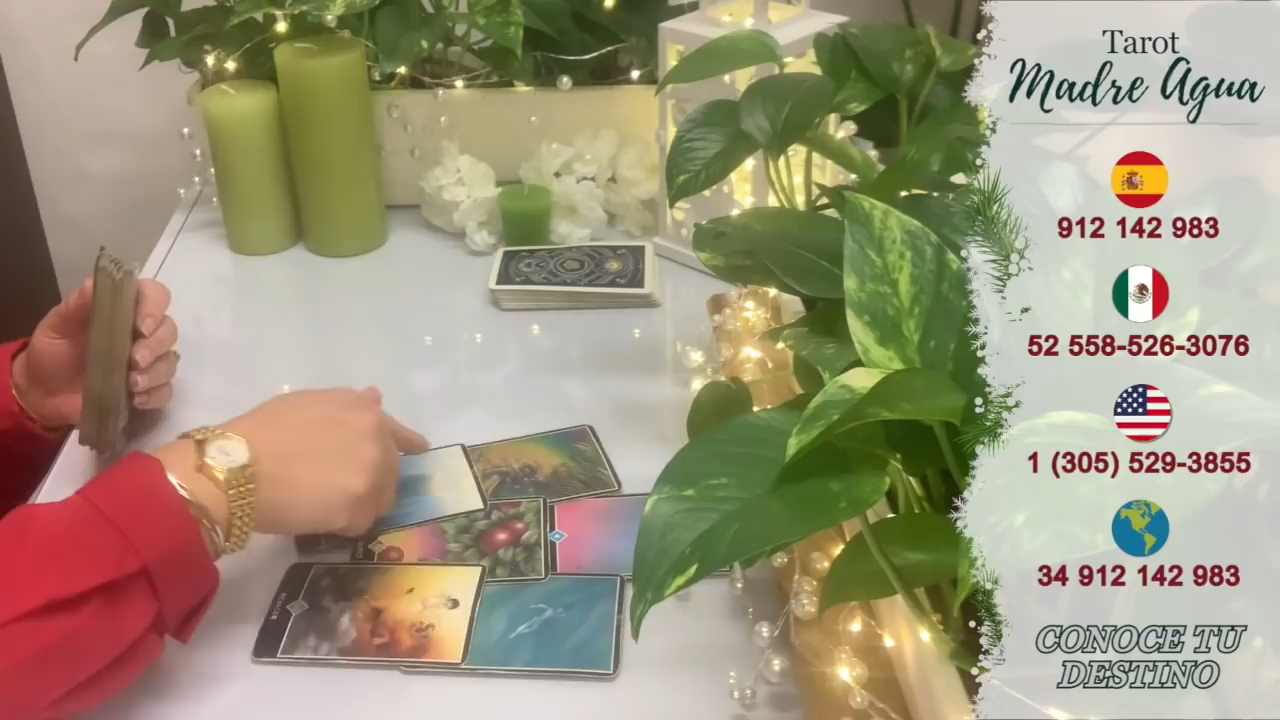 Tarot
Madre Agua
912 142 983
52 558-526-3076
1 (305) 529-3855
34 912 142 983
CONOCE TU
DESTINO